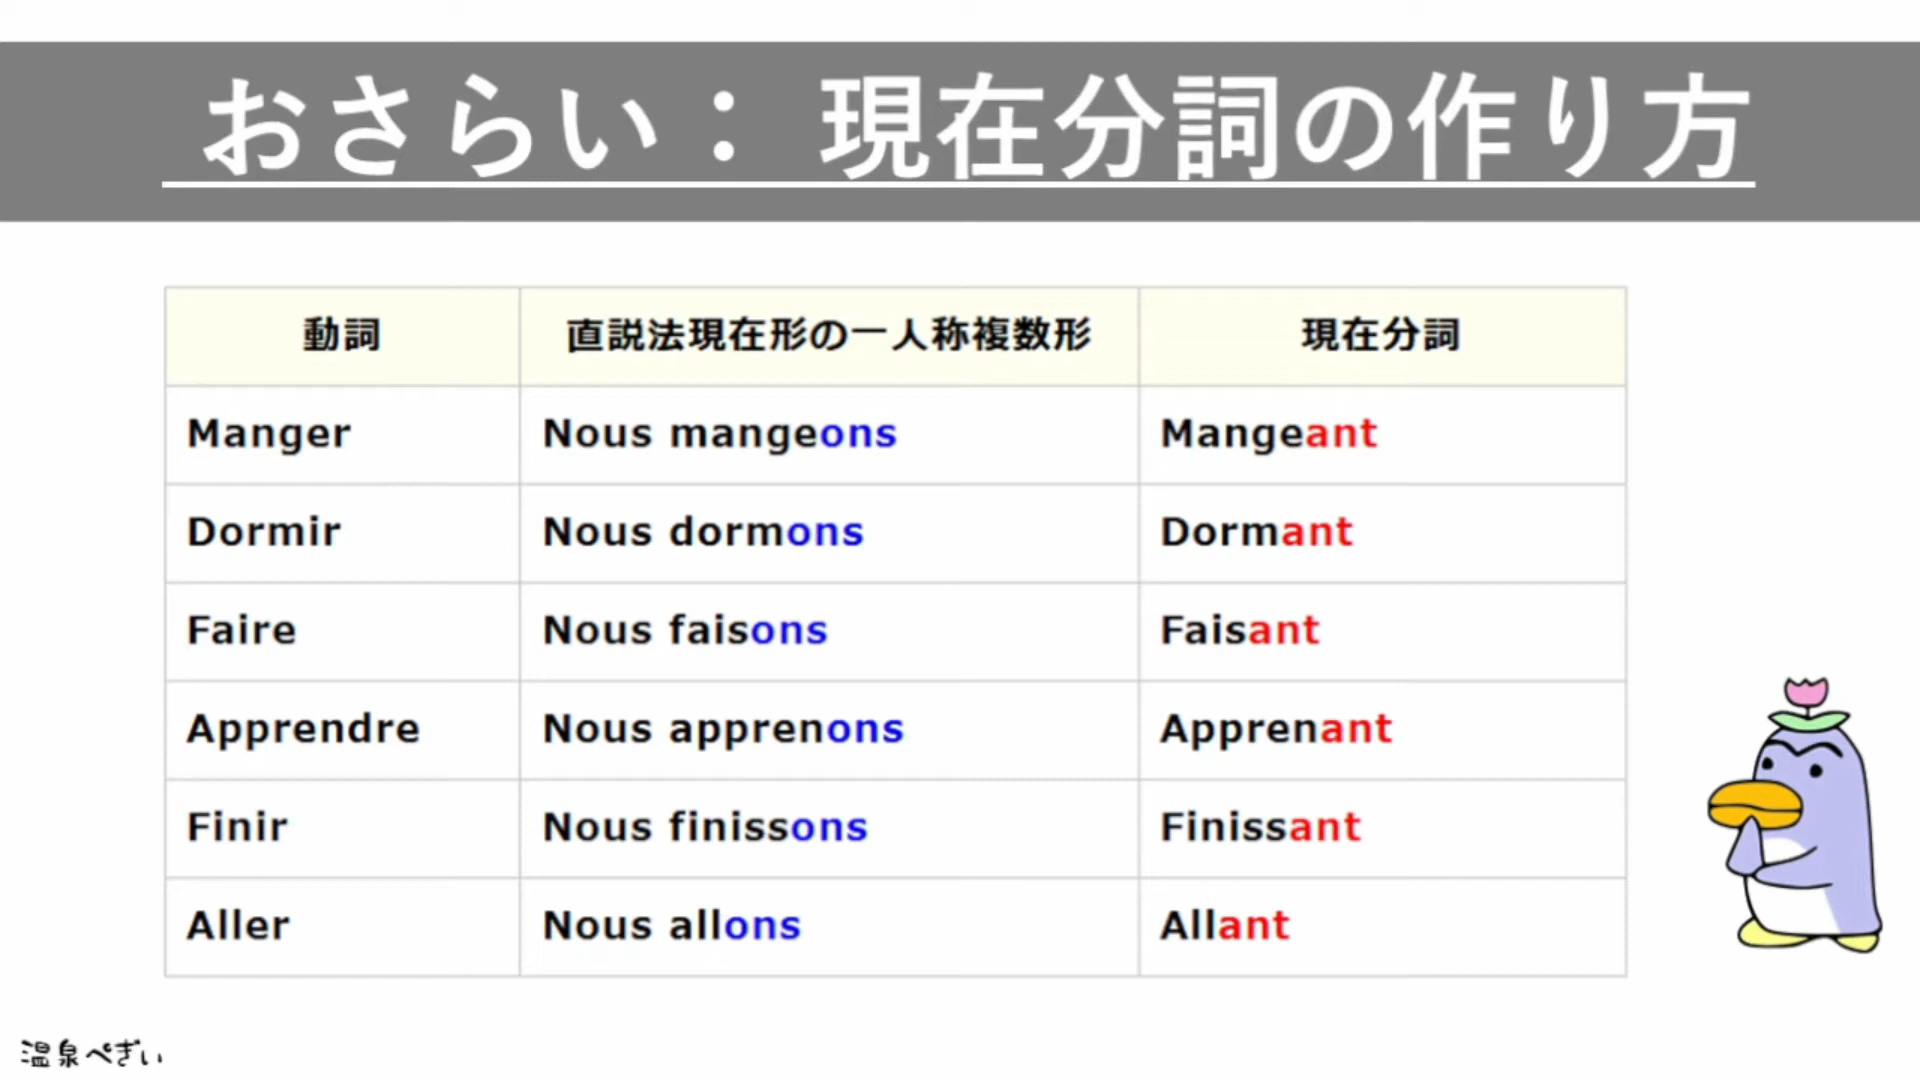 おさらい： 現在分詞の作り方
動詞 直説法現在形の一人称複数形 現在分詞
Manger Nous mangeons Mangeant
Dormir Nous dormons Dormant
Faire Nous faisons Faisant
Apprendre Nous apprenons Apprenant
Finir Nous finissons Finissant
Aller Nous allons Allant
温泉ぺぎい